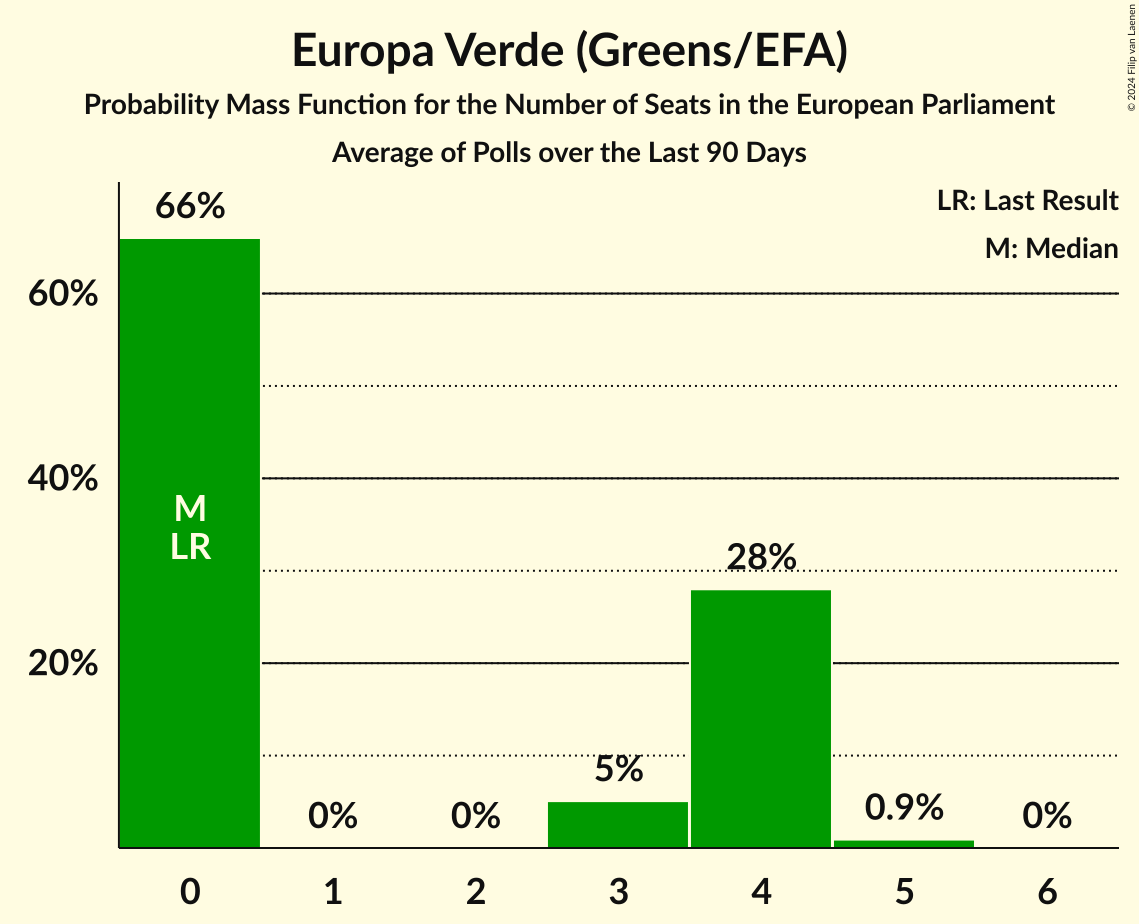 Europa Verde (Greens/EFA)
Probability Mass Function for the Number of Seats in the European Parliament
Average of Polls over the Last 90 Days
© 2024 Filip van Laenen
LR: Last Result
M: Median
66%
60%
40%
20%
M
LR
0%
0%
5%
28%
0.9%
0%
0 1 2 3 4 5 6